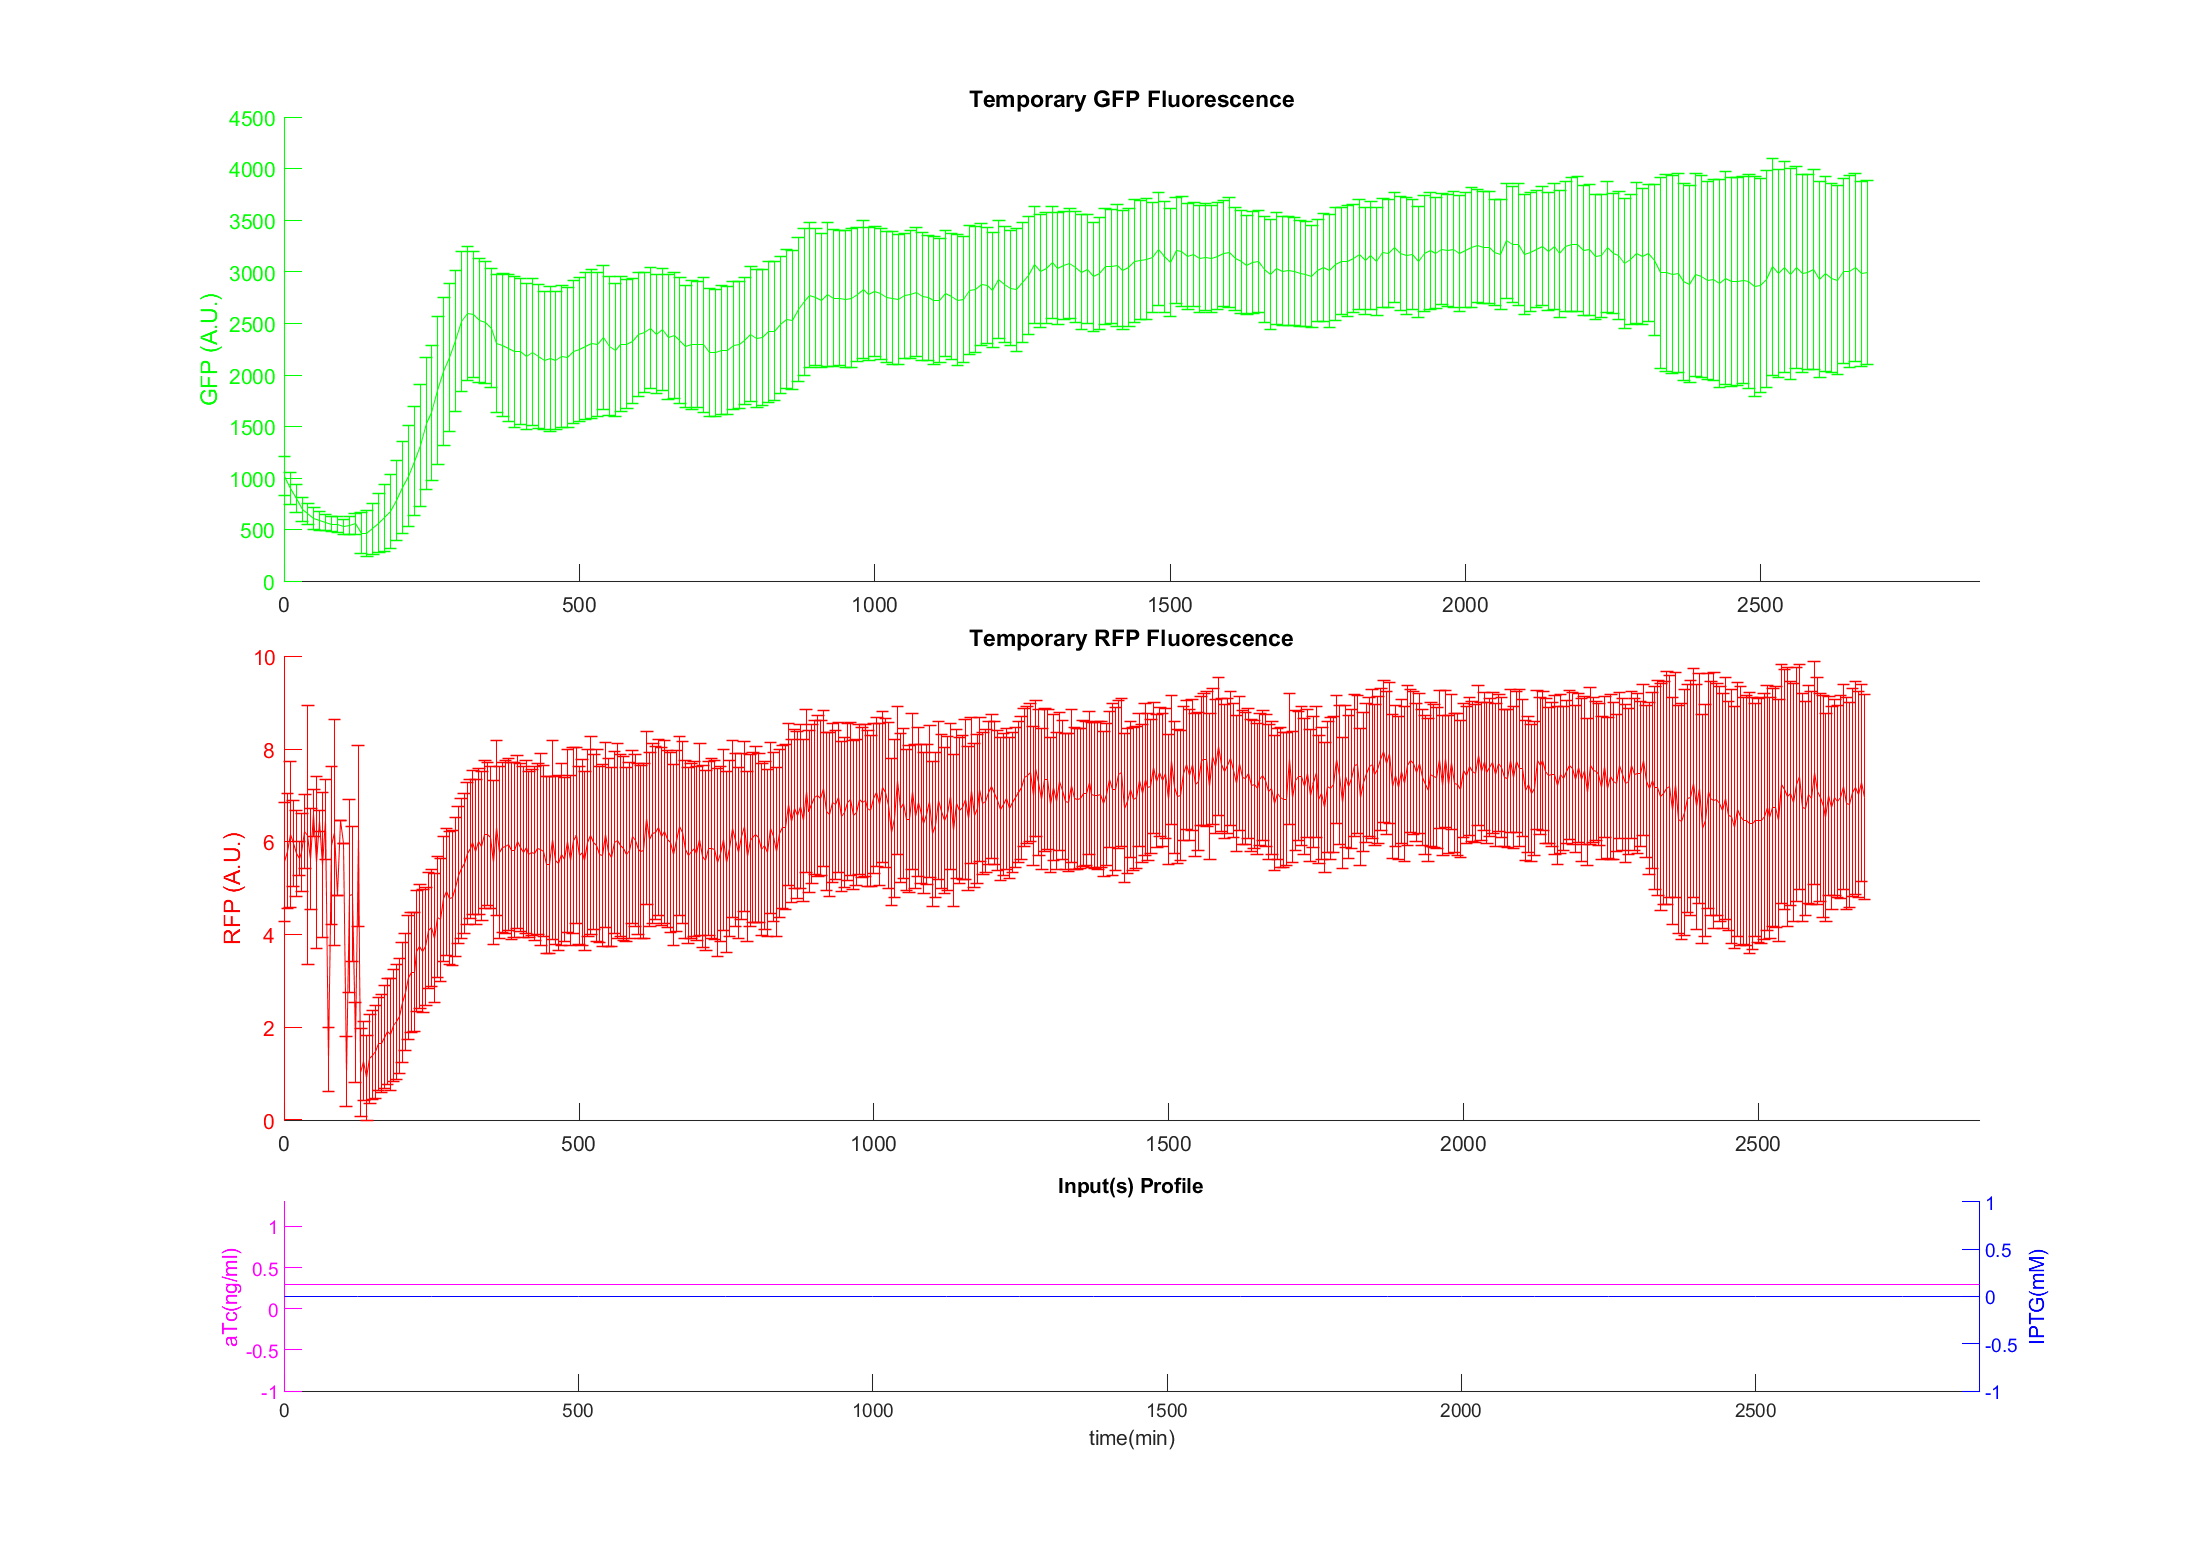 Temporary GFP Fluorescence
4500
4000
3500
3000
2500
2000
1500
1000
500
0
GFP (A.U.)
0 500 1000 1500 2000 2500
Temporary RFP Fluorescence
10
8
6
4
2
0
RFP (A.U.)
0 500 1000 1500 2000 2500
Input(s) Profile
1
0.5
0
-0.5
-1
aTc(ng/ml)
1
0.5
0
-0.5
-1
IPTG(mM)
0 500 1000 1500 2000 2500
time(min)